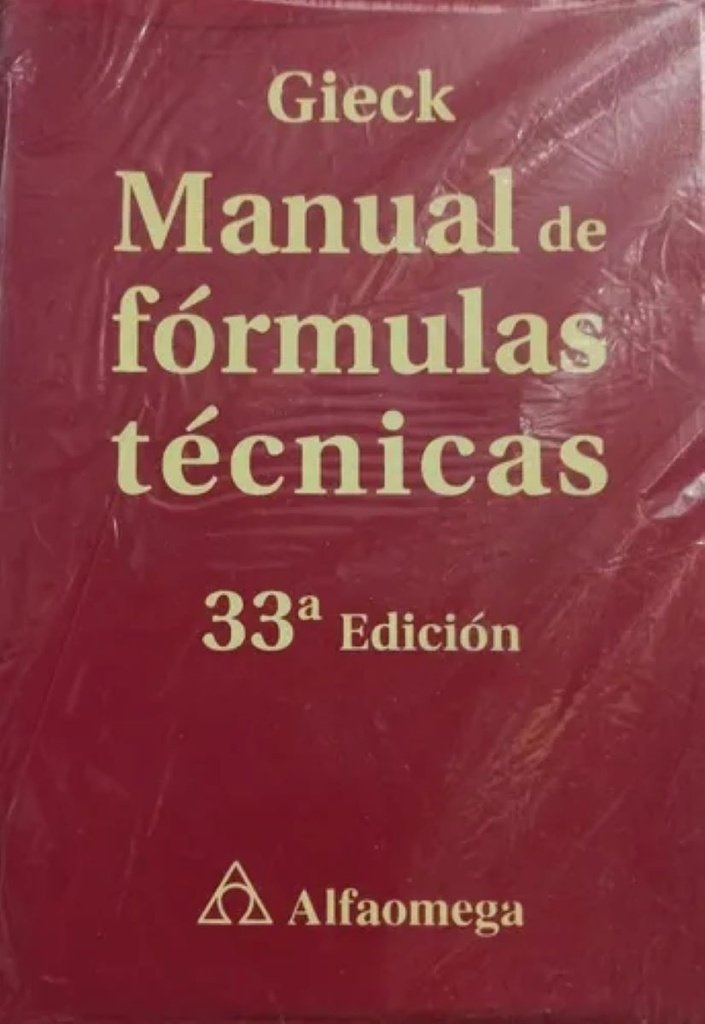 Gieck
Manual de
fórmulas
técnicas
33ª Edición
Alfaomega